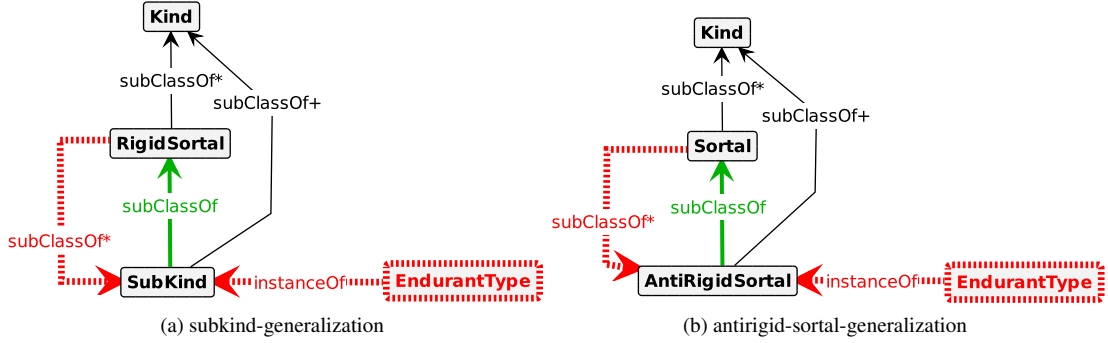 Kind
subClassOf*
subClassOf+
RigidSortal
subClassOf
subClassOf*
SubKind
instanceOf
EndurantType
(a) subkind-generalization
Kind
subClassOf*
subClassOf+
Sortal
subClassOf
subClassOf*
AntiRigidSortal
instanceOf
EndurantType
(b) antirigid-sortal-generalization